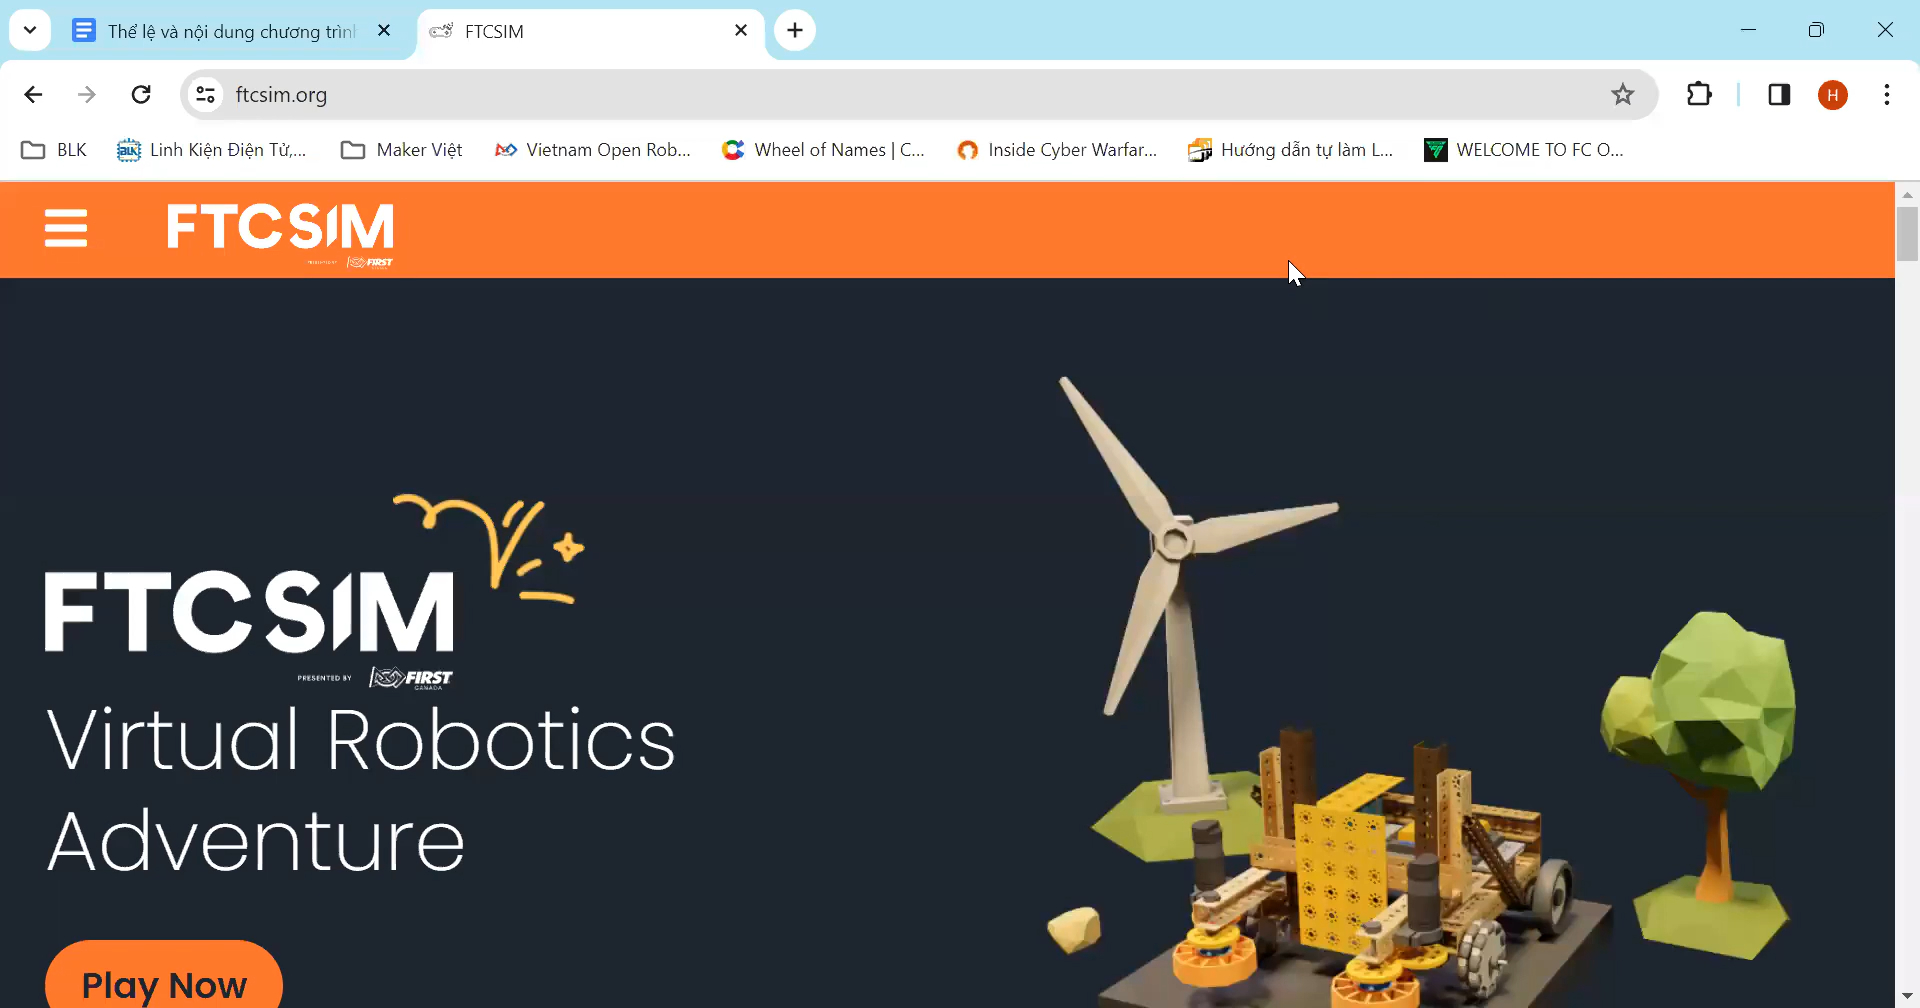 Thể lệ và nội dung chương trìn
FTCSIM
ftcsim.org
H
BLK
Linh Kiện Điện Tử,...
Maker Việt
Vietnam Open Rob...
Wheel of Names | C...
Inside Cyber Warfar...
Hướng dẫn tự làm L...
WELCOME TO FC O...
FTCSIM
FIRST
FTCSIM
PRESENTED BY
FIRST
CANADA
Virtual Robotics
Adventure
Play Now